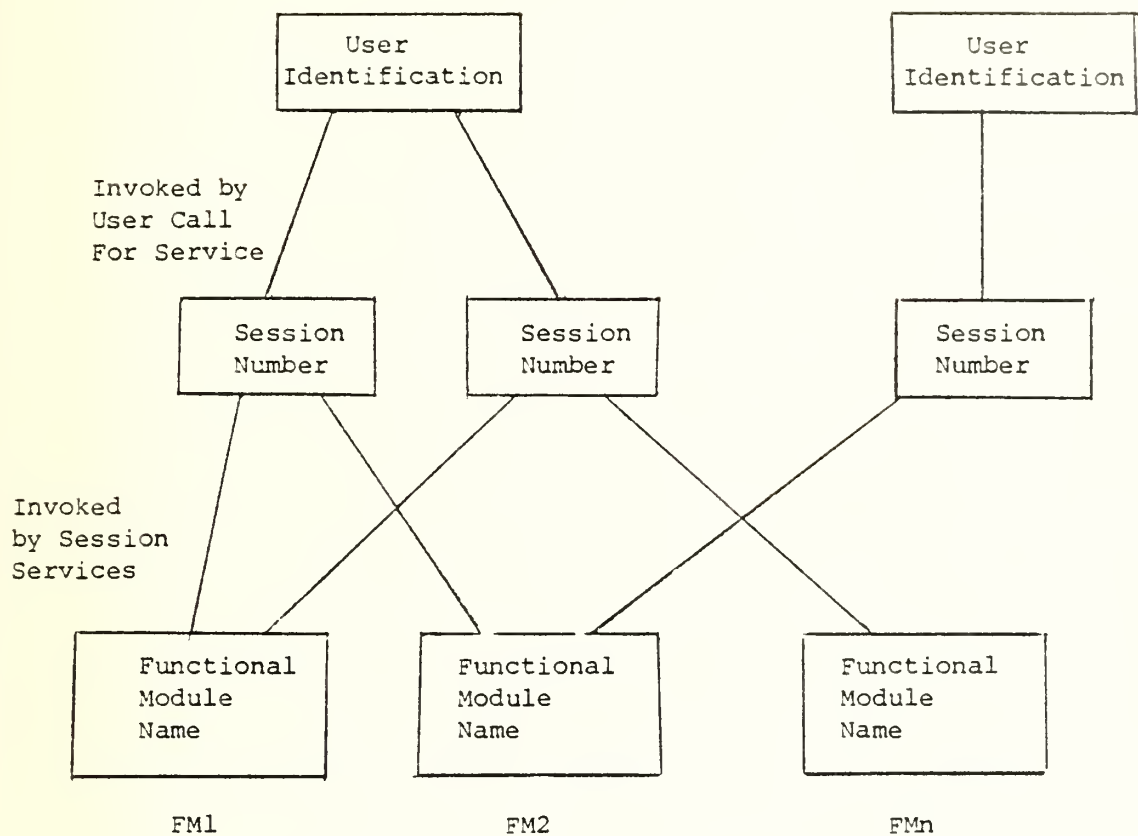 User
Identification
User
Identification
Invoked by
User Call
For Service
Session
Number
Session
Number
Session
Number
Invoked
by Session
Services
Functional
Module
Name
Functional
Module
Name
Functional
Module
Name
FM1
FM2
FMn